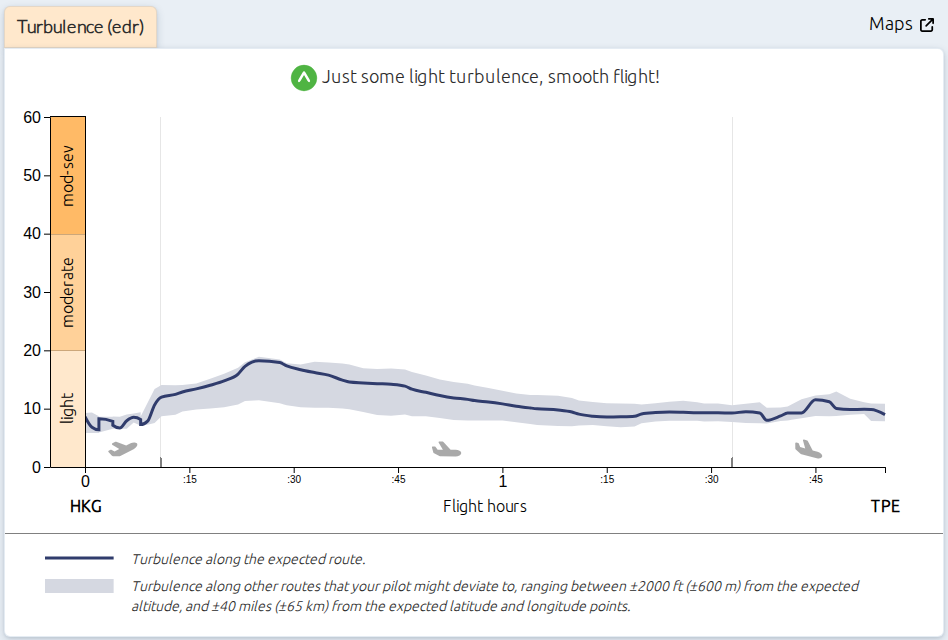 Turbulence (edr)
Maps
Just some light turbulence, smooth flight!
60
50
40
30
20
10
0
mod-sev
moderate
light
0 :15 :30 :45 1 :15 :30 :45
HKG Flight hours TPE
Turbulence along the expected route.
Turbulence along other routes that your pilot might deviate to, ranging between ±2000 ft (±600 m) from the expected
altitude, and ±40 miles (±65 km) from the expected latitude and longitude points.